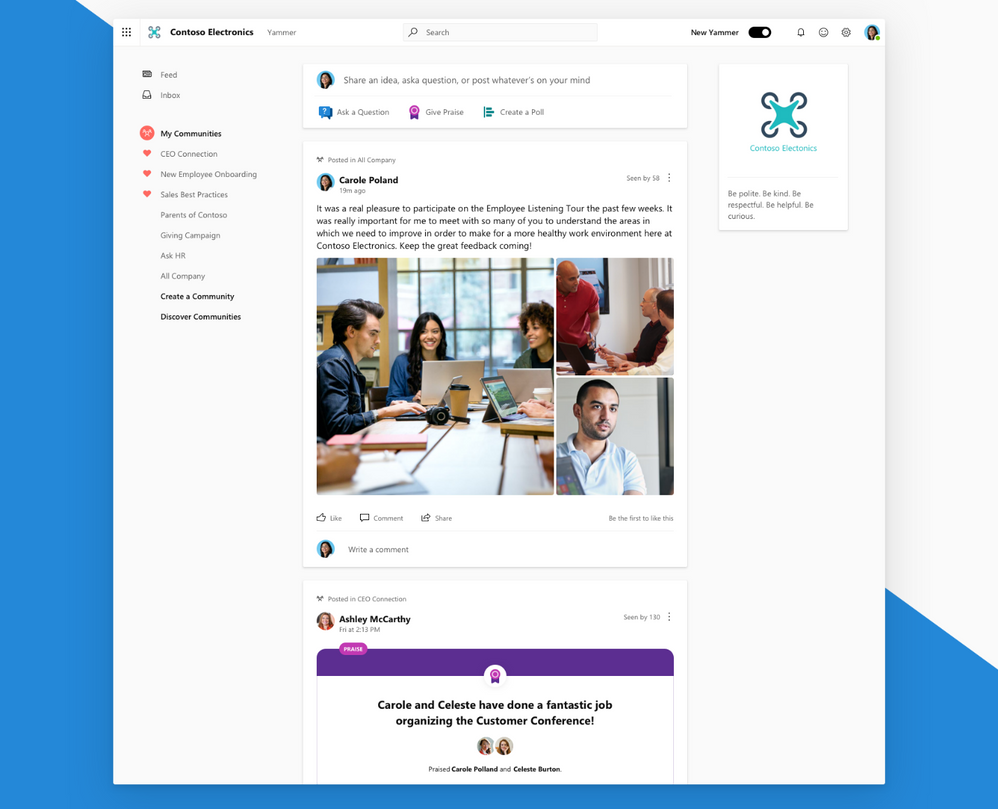 Contoso Electronics
Yammer
Search
New Yammer
Feed
Inbox
My Communities
CEO Connection
New Employee Onboarding
Sales Best Practices
Parents of Contoso
Giving Campaign
Ask HR
All Company
Create a Community
Discover Communities
Share an idea, aska question, or post whatever's on your mind
Ask a Question
Give Praise
Create a Poll
Posted in All Company
Carole Poland
19m ago
Seen by 58
It was a real pleasure to participate on the Employee Listening Tour the past few weeks. It
was really important for me to meet with so many of you to understand the areas in
which we need to improve in order to make for a more healthy work environment here at
Contoso Electronics. Keep the great feedback coming!
Like
Comment
Share
Be the first to like this
Write a comment
Posted in CEO Connection
Ashley McCarthy
Fri at 2:13 PM
Seen by 130
PRAISE
Carole and Celeste have done a fantastic job
organizing the Customer Conference!
Praised Carole Polland and Celeste Burton.
Contoso Electonics
Be polite. Be kind. Be
respectful. Be helpful. Be
curious.